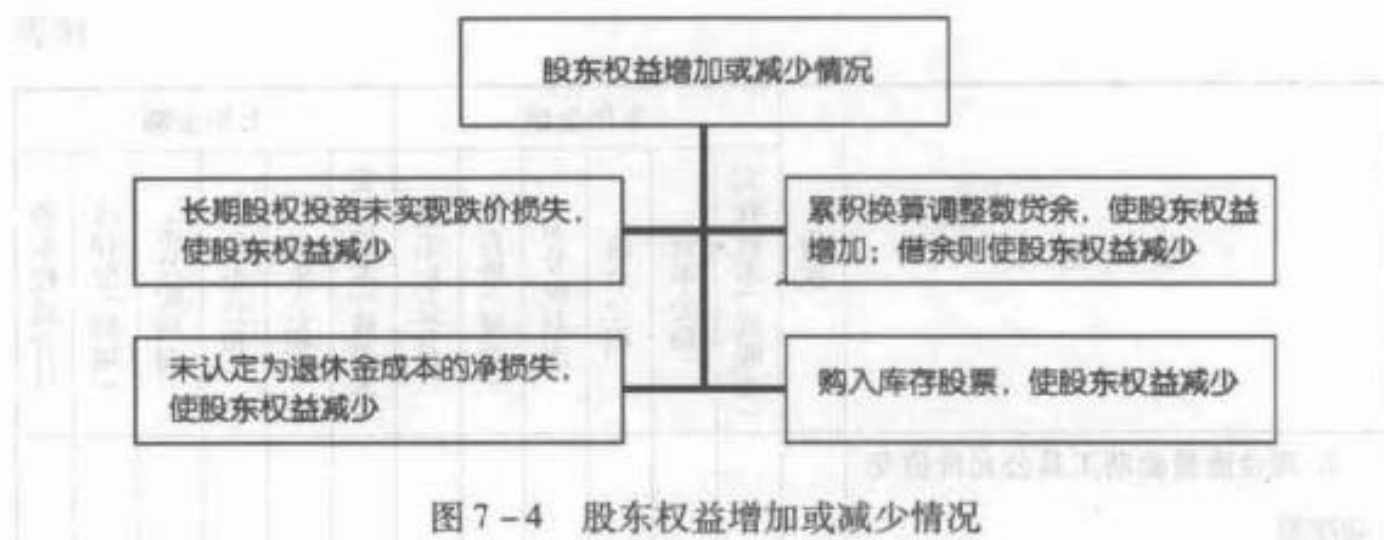 股东权益增加或减少情况
长期股权投资未实现跌价损失,
使股东权益减少
累积换算调整数贷余,使股东权益
增加;借余则使股东权益减少
未认定为退休金成本的净损失,
使股东权益减少
购入库存股票,使股东权益减少
图7-4 股东权益增加或减少情况